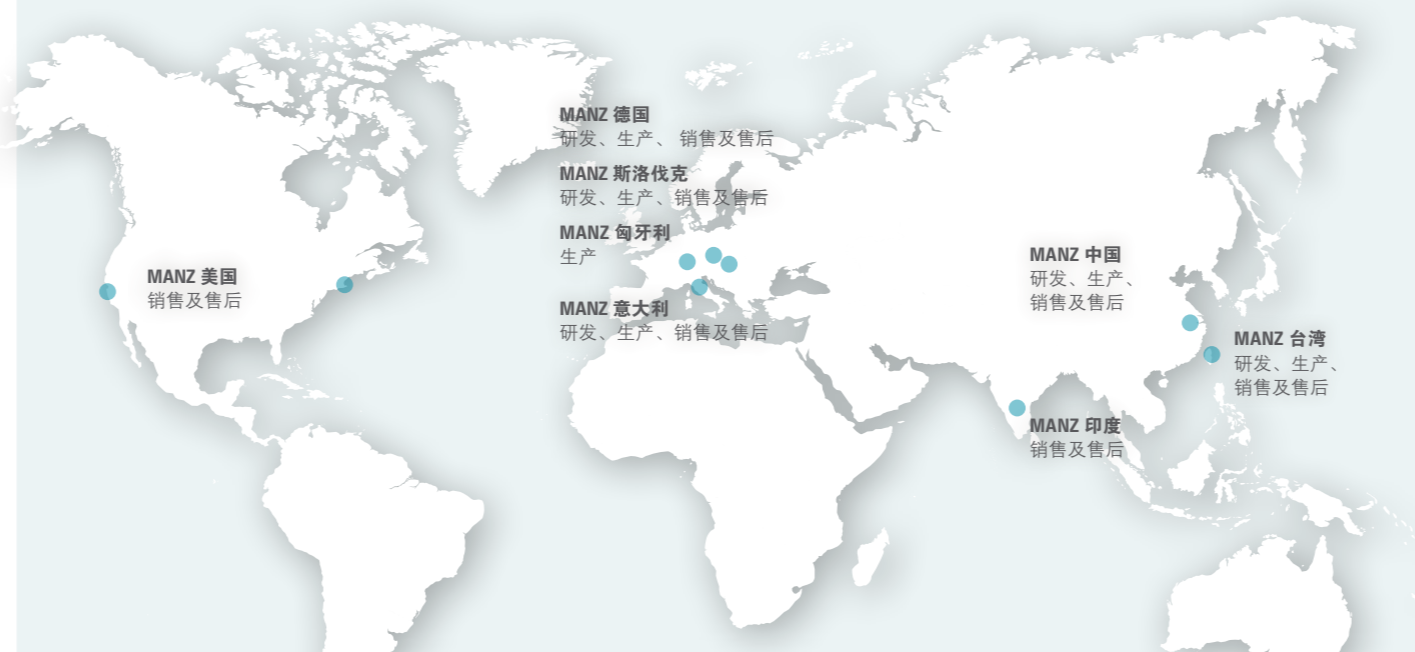 MANZ 德国
研发、生产、 销售及售后
MANZ 斯洛伐克
研发、生产、销售及售后
MANZ 匈牙利
生产
MANZ 意大利
研发、生产、销售及售后
MANZ 美国
销售及售后
MANZ 中国
研发、生产、
销售及售后
MANZ 台湾
研发、生产、
销售及售后
MANZ 印度
销售及售后